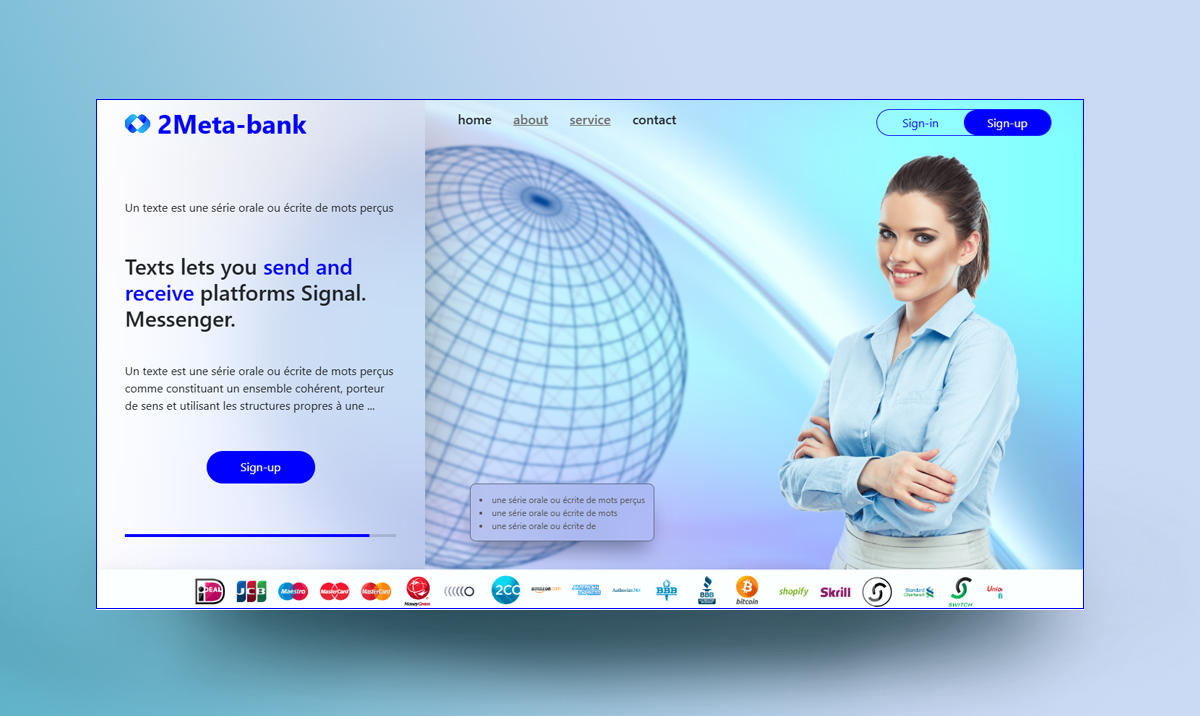 2Meta-bank
home about service contact
Sign-in Sign-up
Un texte est une série orale ou écrite de mots perçus
Texts lets you send and
receive platforms Signal.
Messenger.
Un texte est une série orale ou écrite de mots perçus
comme constituant un ensemble cohérent, porteur
de sens et utilisant les structures propres à une ...
Sign-up
une série orale ou écrite de mots perçus
une série orale ou écrite de mots
une série orale ou écrite de
iDEAL JCB Maestro MasterCard MasterCard MoneyGram 2CO amazon.com AMERICAN EXPRESS Authorize.Net BBB BBB bitcoin shopify Skrill Standard Chartered SWITCH